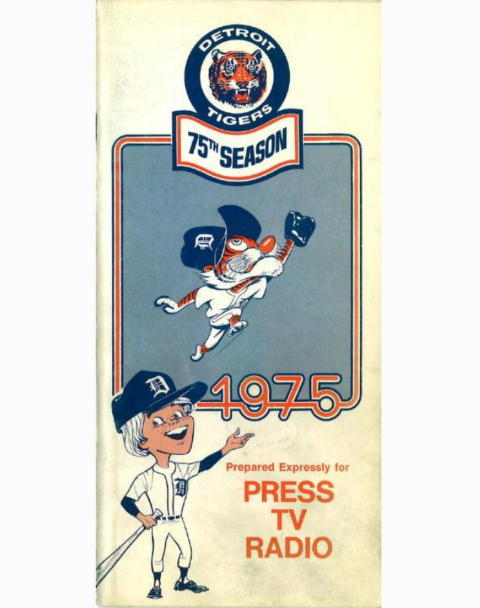 DETROIT
TIGERS
75TH SEASON
D
1975
D
D
Prepared Expressly for
PRESS
TV
RADIO